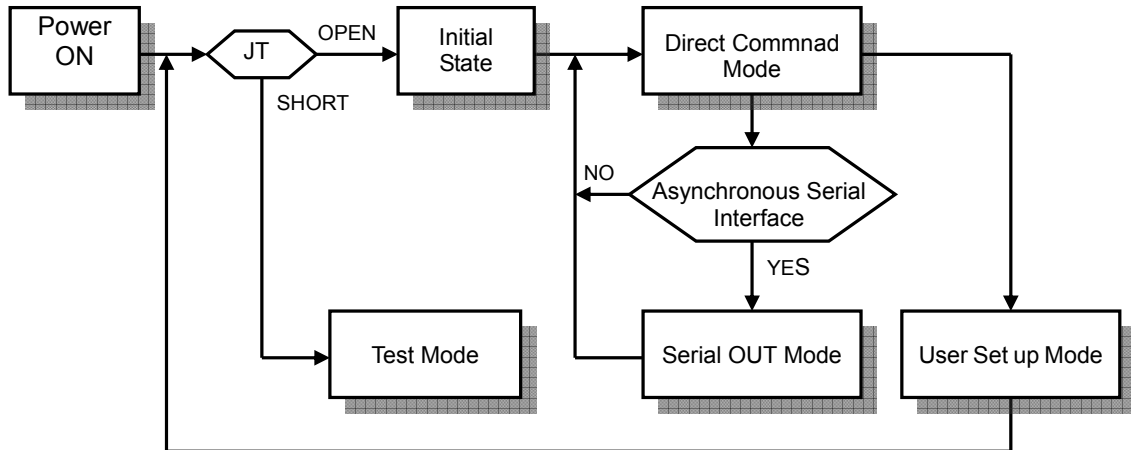 Power
ON
JT
OPEN
SHORT
Initial
State
Direct Commnad
Mode
NO
Asynchronous Serial
Interface
YES
Test Mode
Serial OUT Mode
User Set up Mode